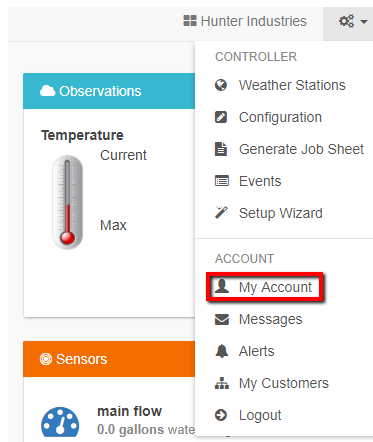 Hunter Industries
Observations
Temperature
Current
Max
Sensors
main flow
0.0 gallons
CONTROLLER
Weather Stations
Configuration
Generate Job Sheet
Events
Setup Wizard
ACCOUNT
My Account
Messages
Alerts
My Customers
Logout